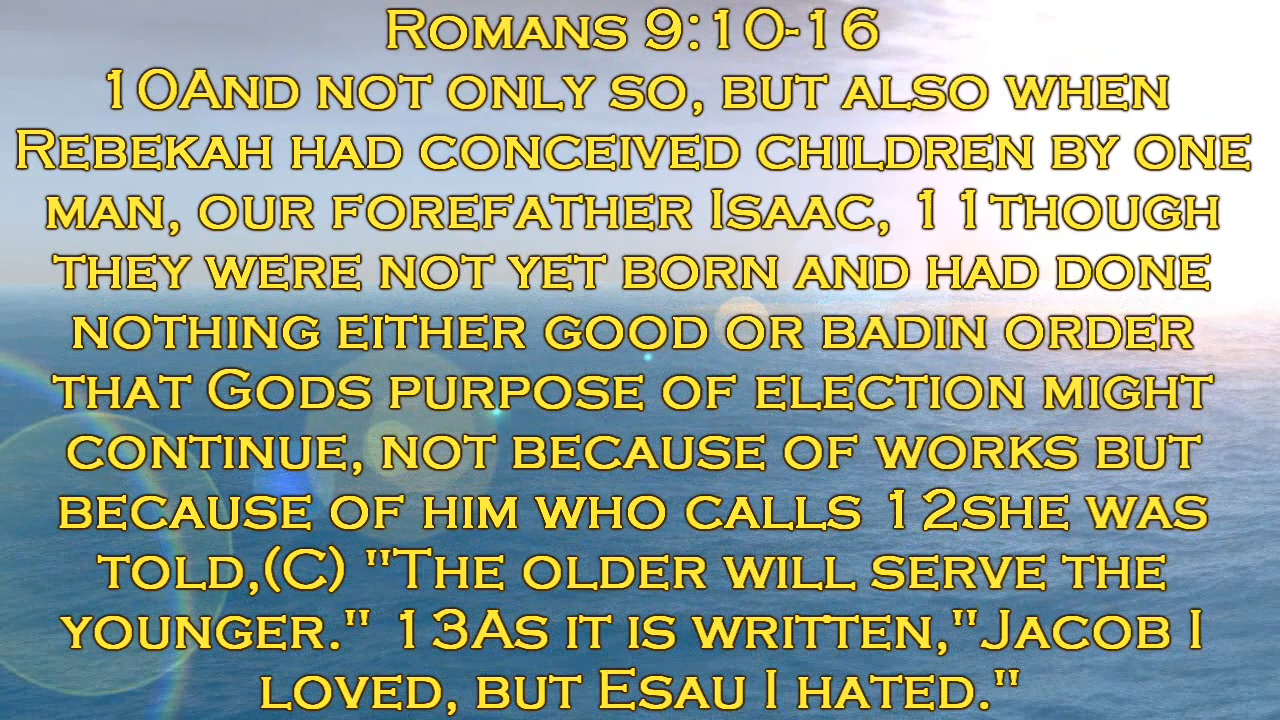 Romans 9:10-16
10And not only so, but also when
Rebekah had conceived children by one
man, our forefather Isaac, 11though
they were not yet born and had done
nothing either good or badin order
that Gods purpose of election might
continue, not because of works but
because of him who calls 12she was
told,(C) "The older will serve the
younger." 13As it is written,"Jacob I
loved, but Esau I hated."